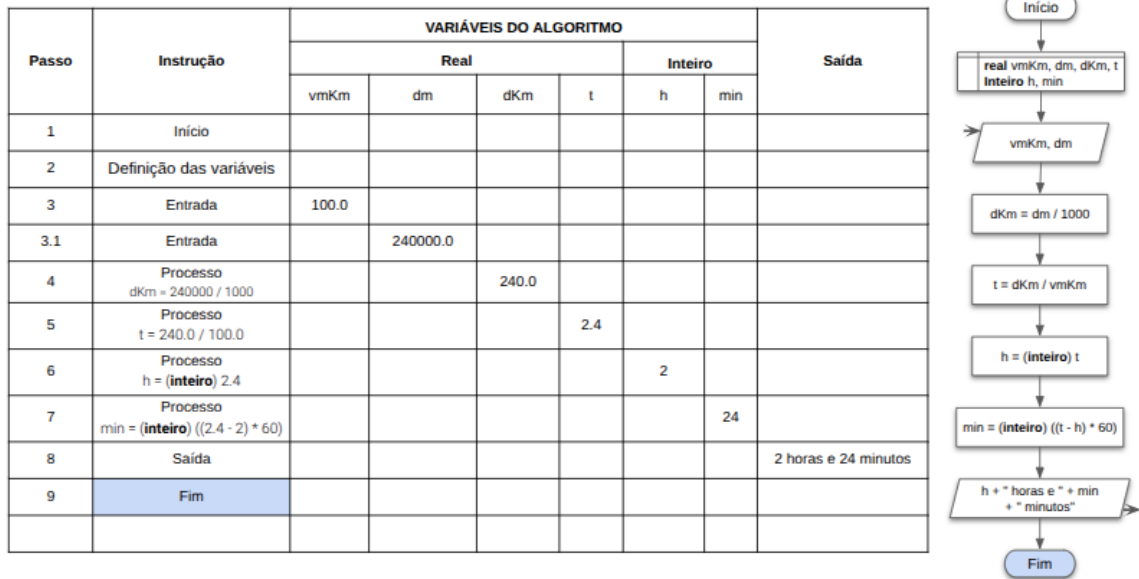 VARIÁVEIS DO ALGORITMO
Passo Instrução Real Inteiro Saída
vmKm dm dKm t h min
1 Início
2 Definição das variáveis
3 Entrada 100.0
3.1 Entrada 240000.0
4 Processo 240.0
dKm = 240000 / 1000
5 Processo 2.4
t = 240.0 / 100.0
6 Processo 2
h = (inteiro) 2.4
7 Processo 24
min = (inteiro) ((2.4 - 2) * 60)
8 Saída 2 horas e 24 minutos
9 Fim
Início
real vmKm, dm, dKm, t
Inteiro h, min
vmKm, dm
dKm = dm / 1000
t = dKm / vmKm
h = (inteiro) t
min = (inteiro) ((t - h) * 60)
h + " horas e " + min
+ " minutos"
Fim